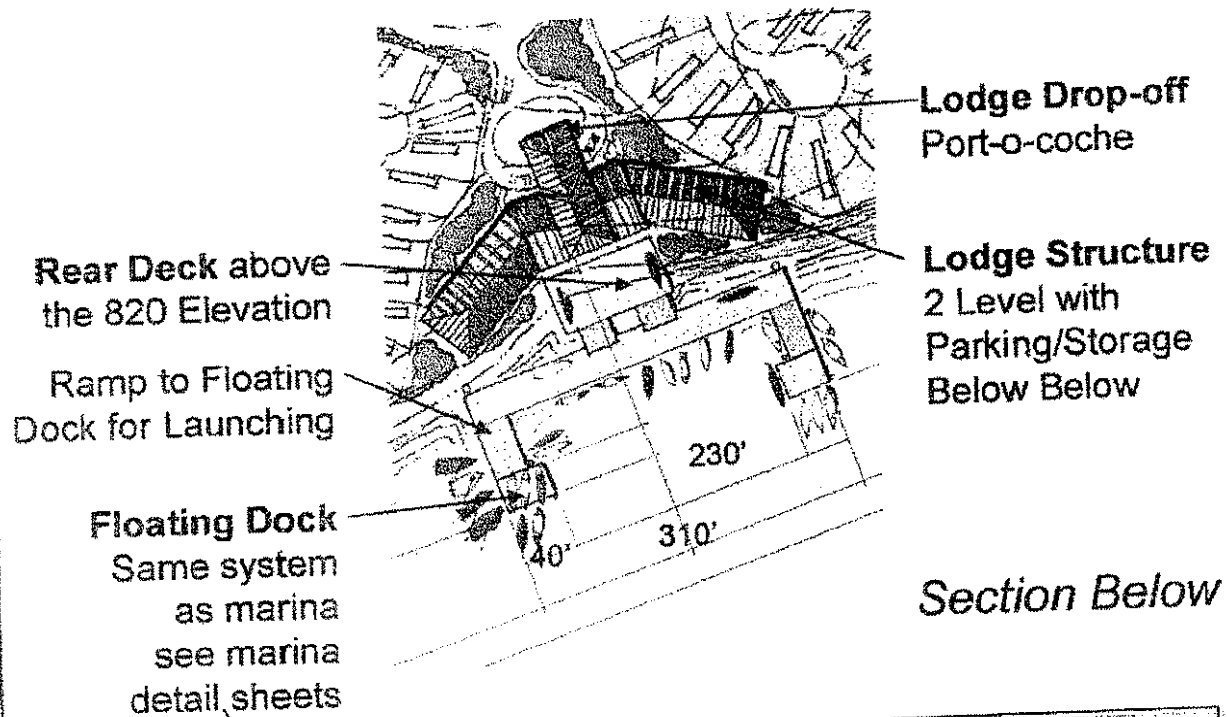 Lodge Drop-off
Port-o-coche
Rear Deck above
the 820 Elevation
Lodge Structure
2 Level with
Parking/Storage
Below Below
Ramp to Floating
Dock for Launching
230'
310'
40'
Floating Dock
Same system
as marina
see marina
detail sheets
Section Below